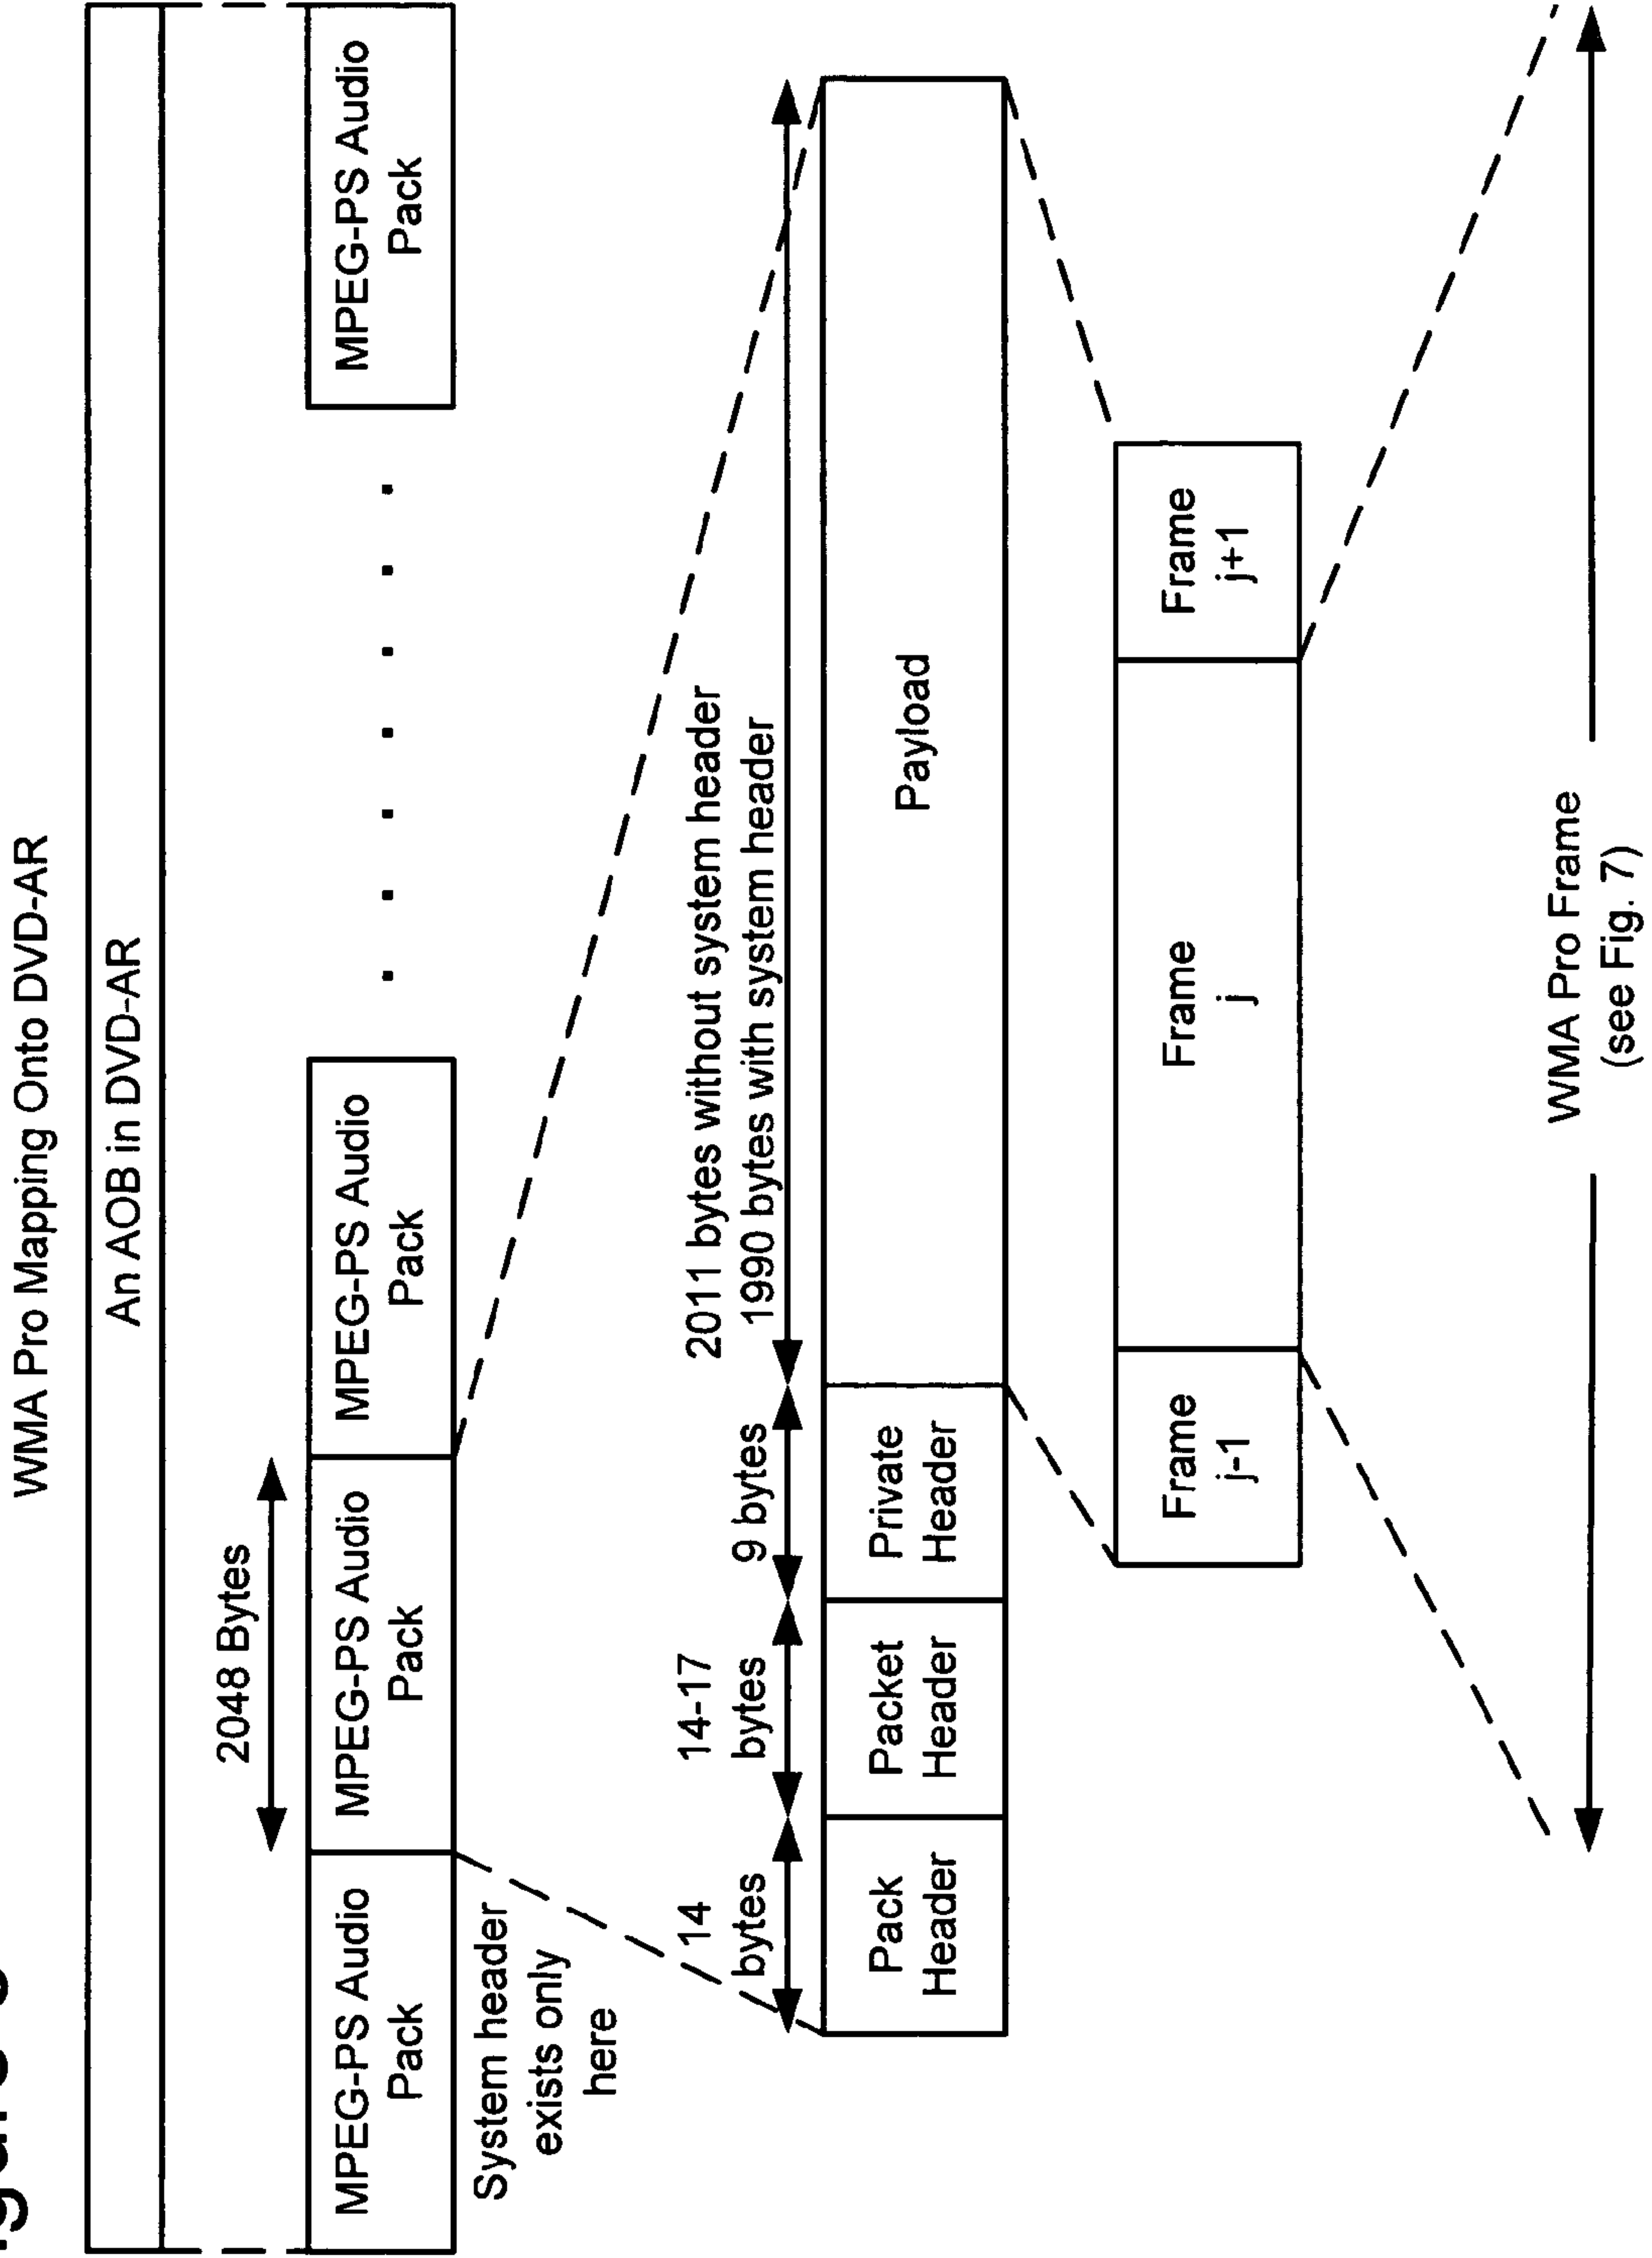 WMA Pro Mapping Onto DVD-AR
An AOB in DVD-AR
2048 Bytes
MPEG-PS Audio
Pack
MPEG-PS Audio
Pack
MPEG-PS Audio
Pack
. . . . . . .
MPEG-PS Audio
Pack
System header
exists only
here
14
bytes
14-17
bytes
9 bytes
2011 bytes without system header
1990 bytes with system header
Pack
Header
Packet
Header
Private
Header
Payload
Frame
j-1
Frame
j
Frame
j+1
WMA Pro Frame
(see Fig. 7)